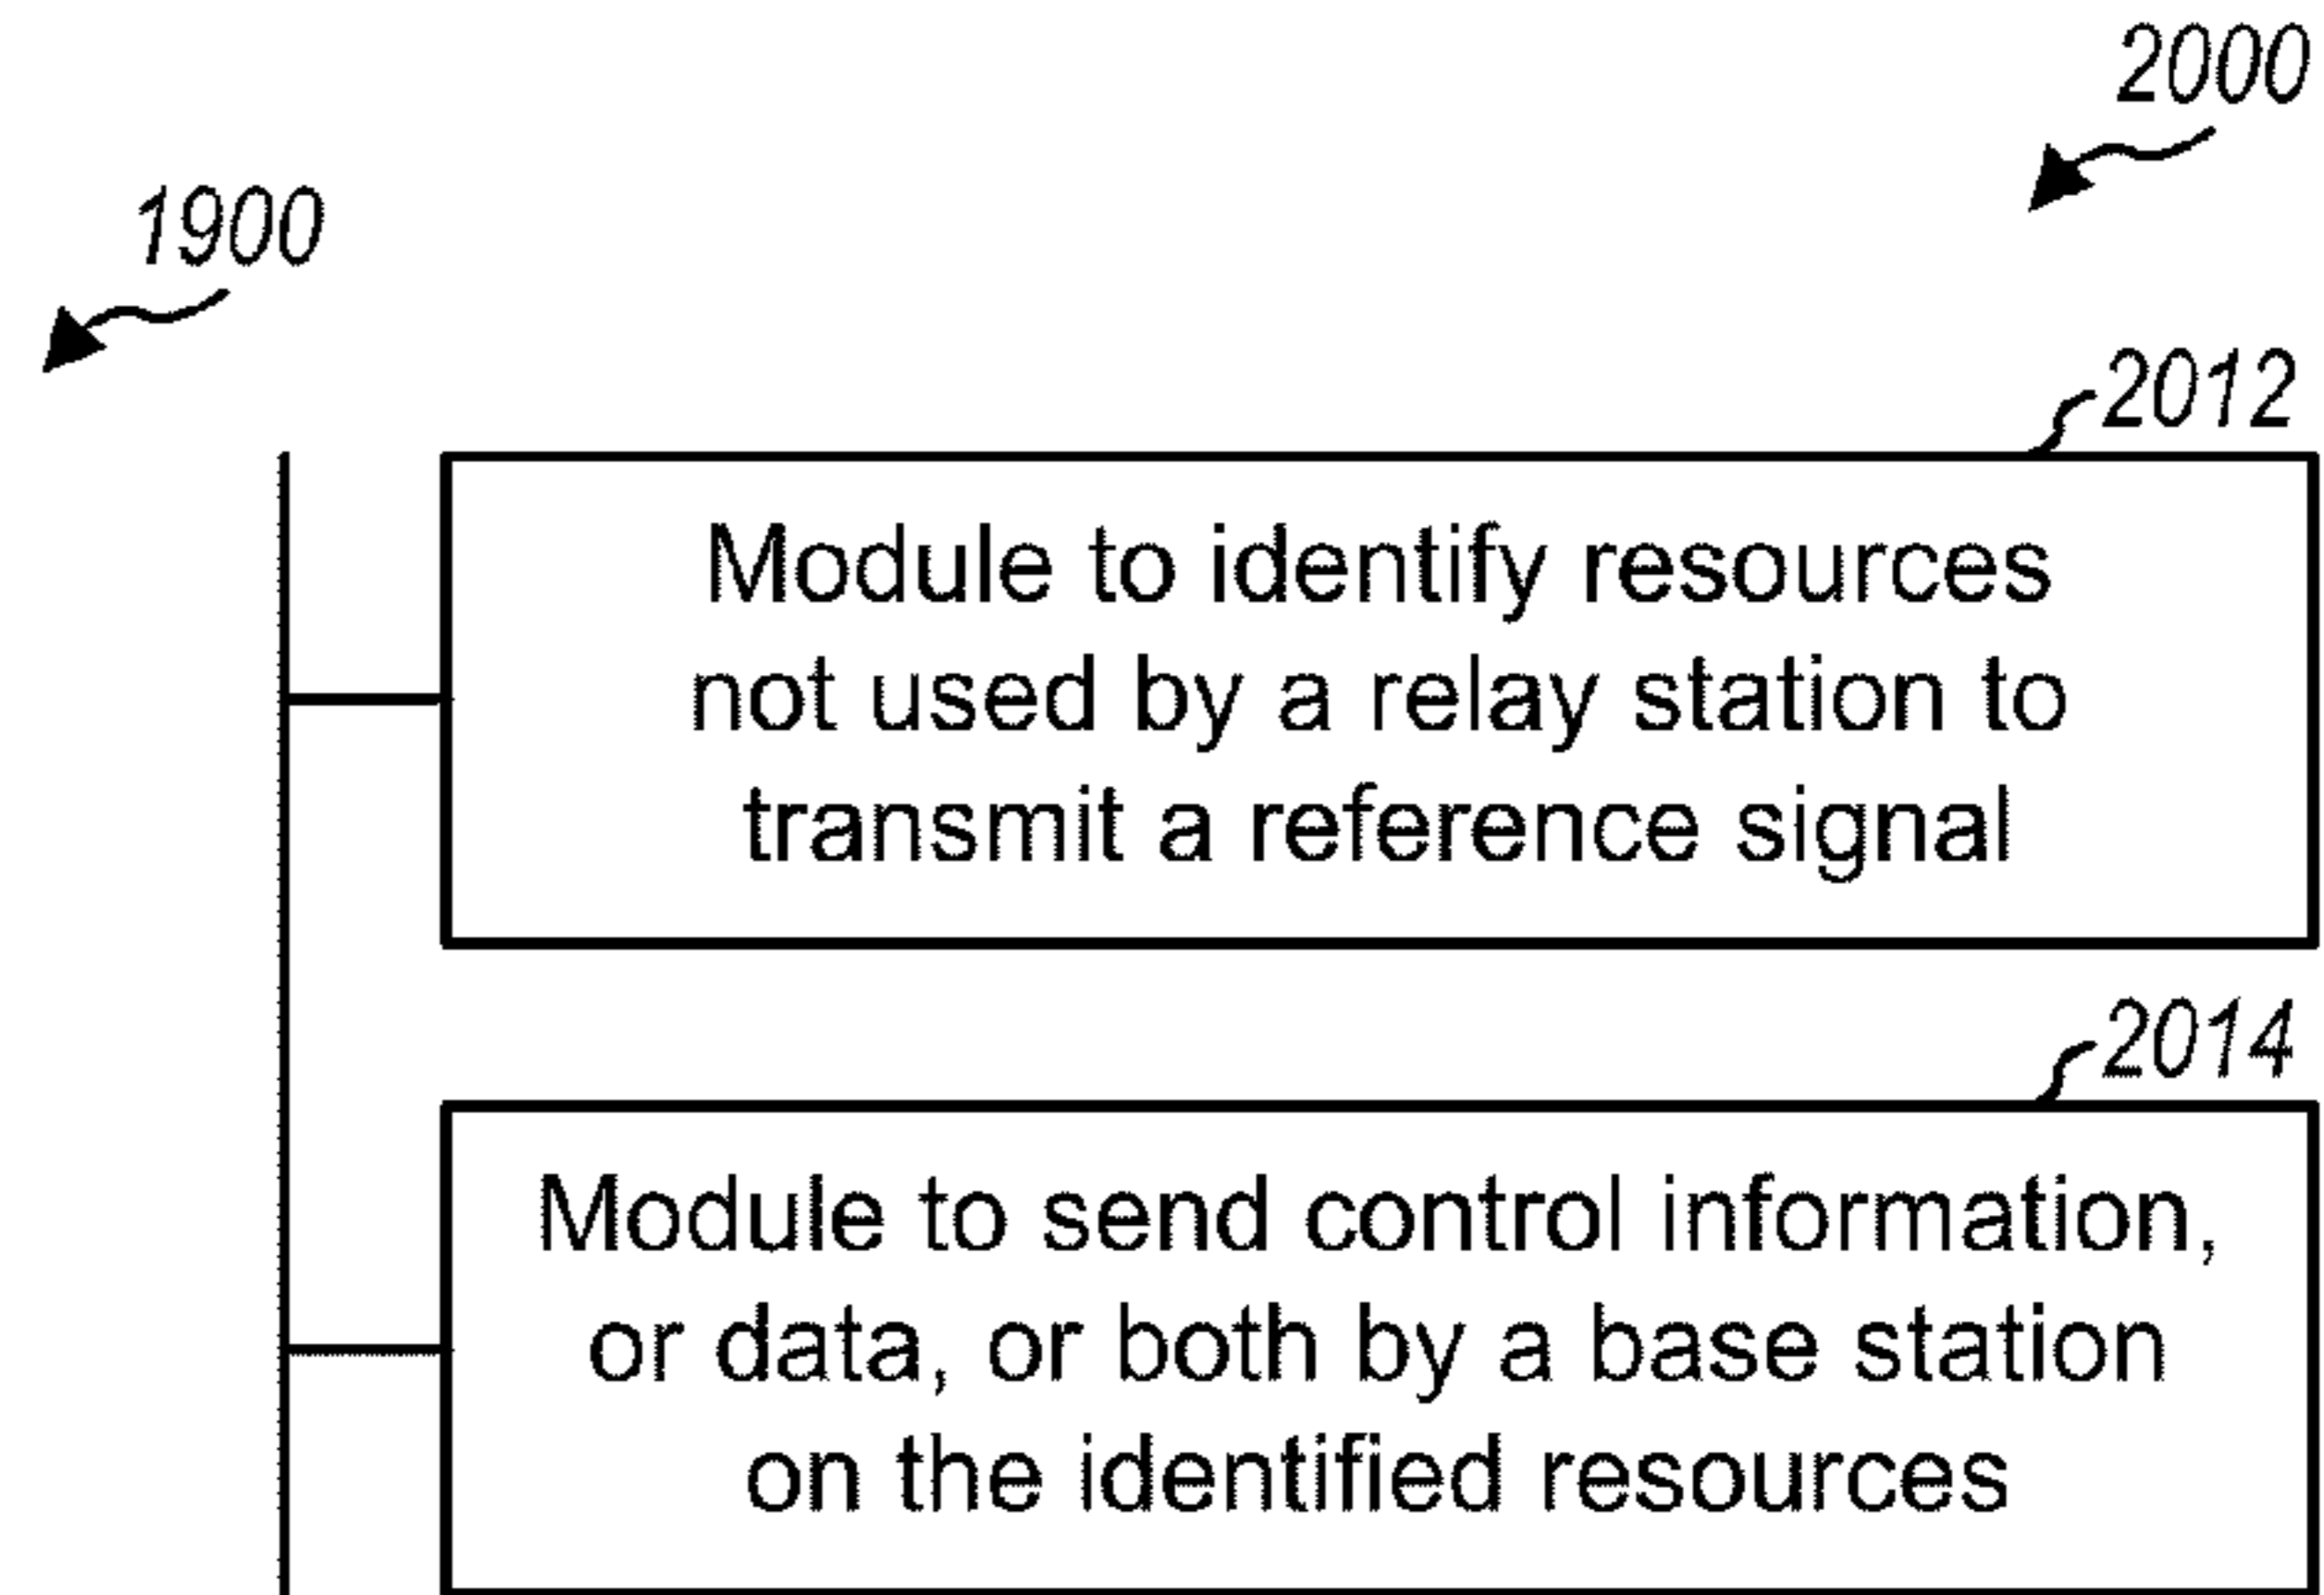 2000
1900
2012
Module to identify resources
not used by a relay station to
transmit a reference signal
2014
Module to send control information,
or data, or both by a base station
on the identified resources